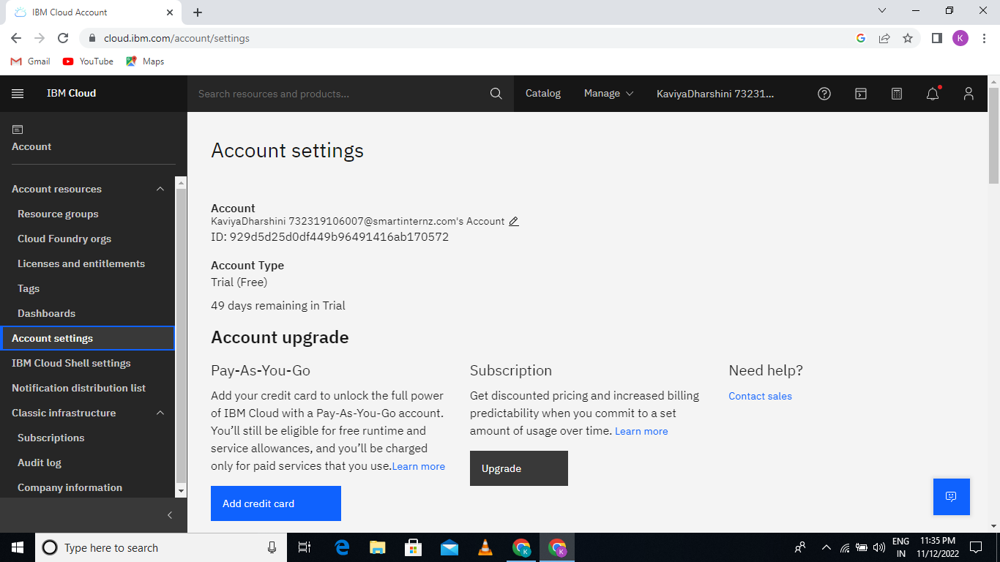 IBM Cloud Account
cloud.ibm.com/account/settings
K
Gmail
YouTube
Maps
IBM Cloud
Search resources and products...
Catalog
Manage
KaviyaDharshini 73231...
Account
Account resources
Resource groups
Cloud Foundry orgs
Licenses and entitlements
Tags
Dashboards
Account settings
IBM Cloud Shell settings
Notification distribution list
Classic infrastructure
Subscriptions
Audit log
Company information
Account settings
Account
KaviyaDharshini 732319106007@smartinternz.com's Account
ID: 929d5d25d0df449b96491416ab170572
Account Type
Trial (Free)
49 days remaining in Trial
Account upgrade
Pay-As-You-Go
Add your credit card to unlock the full power
of IBM Cloud with a Pay-As-You-Go account.
You’ll still be eligible for free runtime and
service allowances, and you’ll be charged
only for paid services that you use.Learn more
Add credit card
Subscription
Get discounted pricing and increased billing
predictability when you commit to a set
amount of usage over time. Learn more
Upgrade
Need help?
Contact sales
Type here to search
K
K
ENG
IN
11:35 PM
11/12/2022